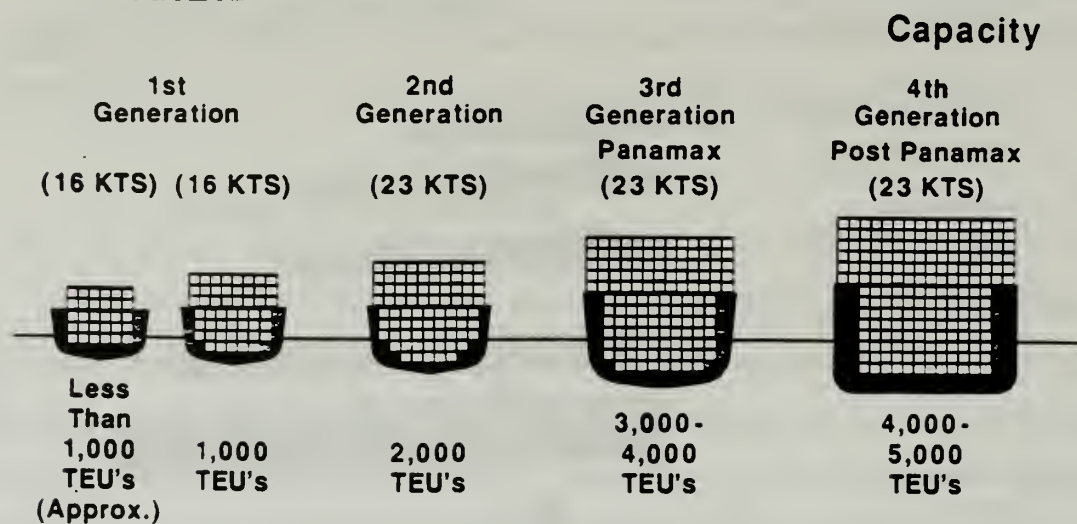 Capacity
1st
Generation
(16 KTS) (16 KTS)
2nd
Generation
(23 KTS)
3rd
Generation
Panamax
(23 KTS)
4th
Generation
Post Panamax
(23 KTS)
Less
Than
1,000
TEU's
(Approx.)
1,000
TEU's
2,000
TEU's
3,000-
4,000
TEU's
4,000-
5,000
TEU's